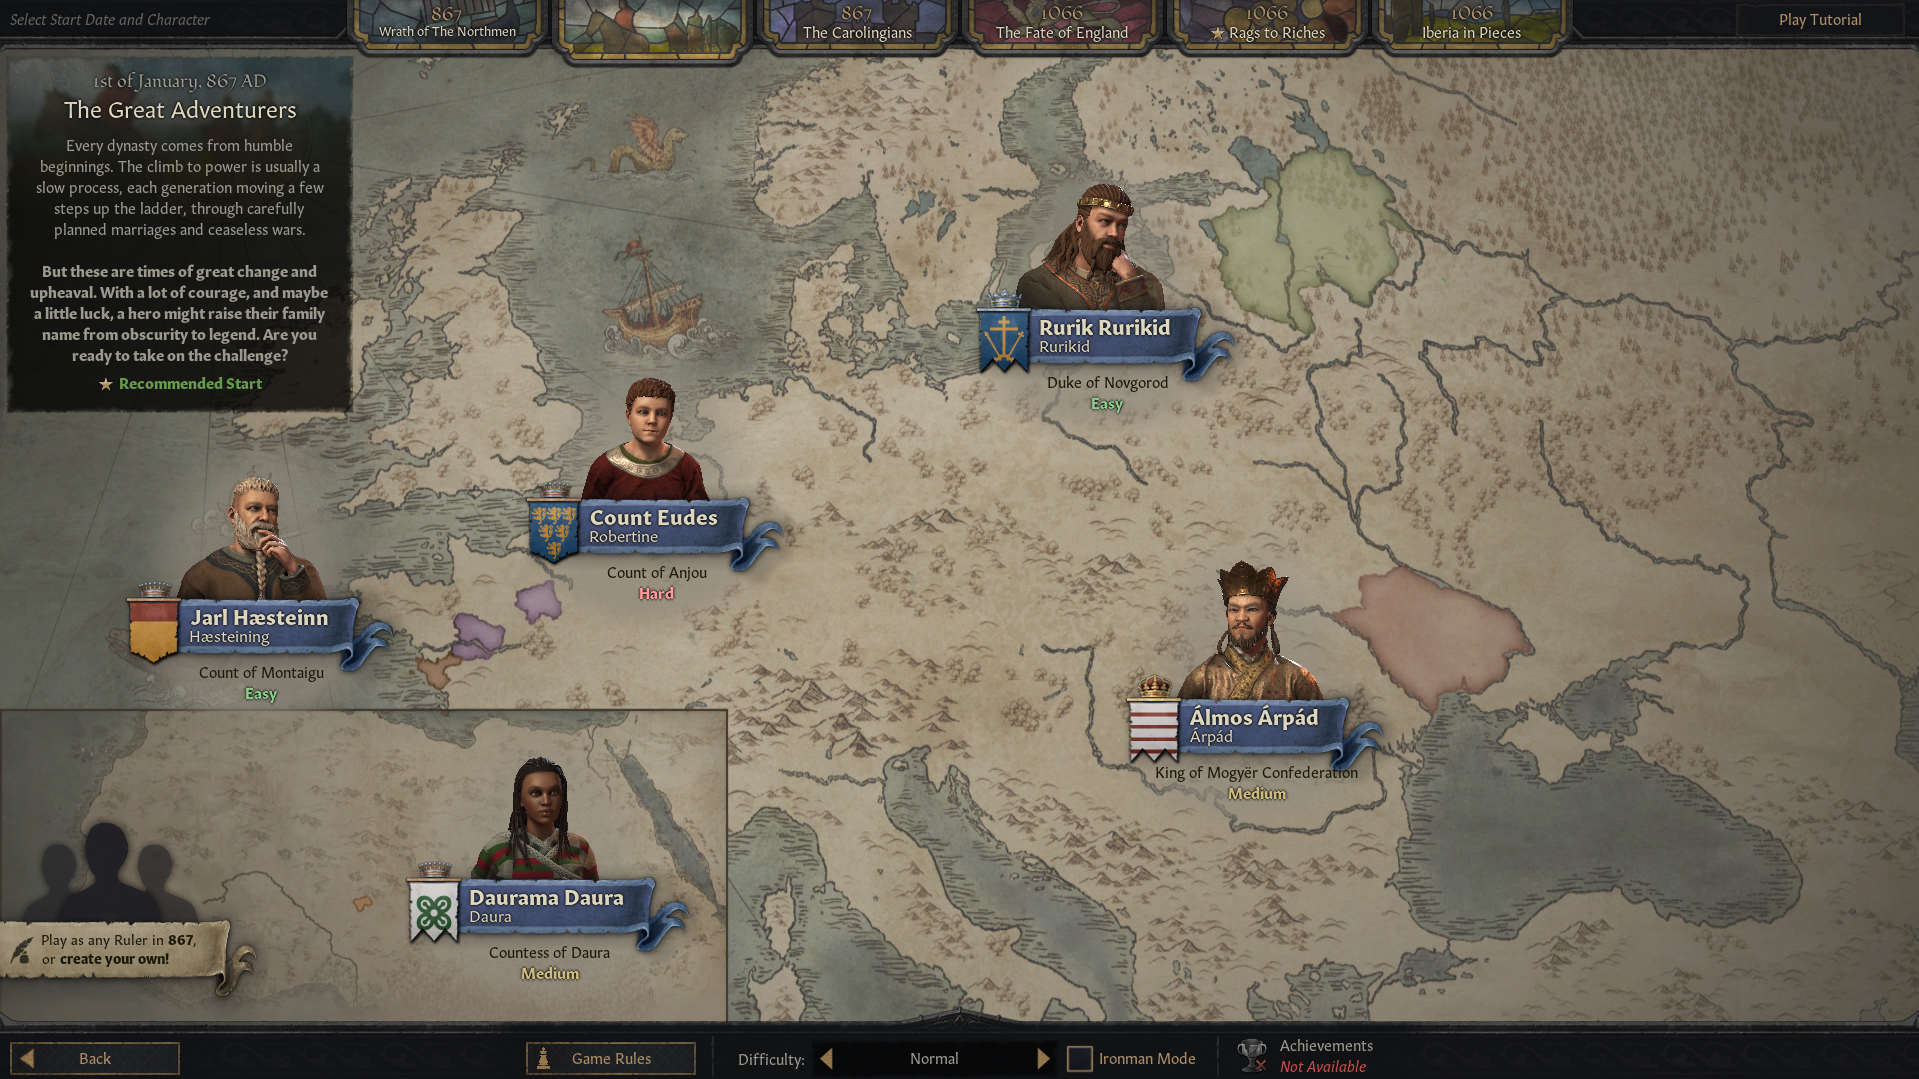 Select Start Date and Character
867
Wrath of The Northmen
867
The Carolingians
1066
The Fate of England
1066
Rags to Riches
1066
Iberia in Pieces
Play Tutorial
1st of January, 867 AD
The Great Adventurers
Every dynasty comes from humble
beginnings. The climb to power is usually a
slow process, each generation moving a few
steps up the ladder, through carefully
planned marriages and ceaseless wars.
But these are times of great change and
upheaval. With a lot of courage, and maybe
a little luck, a hero might raise their family
name from obscurity to legend. Are you
ready to take on the challenge?
Recommended Start
Rurik Rurikid
Rurikid
Duke of Novgorod
Easy
Count Eudes
Robertine
Count of Anjou
Hard
Jarl Hæsteinn
Hæsteining
Count of Montaigu
Easy
Álmos Árpád
Árpád
King of Mogyër Confederation
Medium
Daurama Daura
Daura
Countess of Daura
Medium
Play as any Ruler in 867,
or create your own!
Back
Game Rules
Difficulty:
Normal
Ironman Mode
Achievements
Not Available